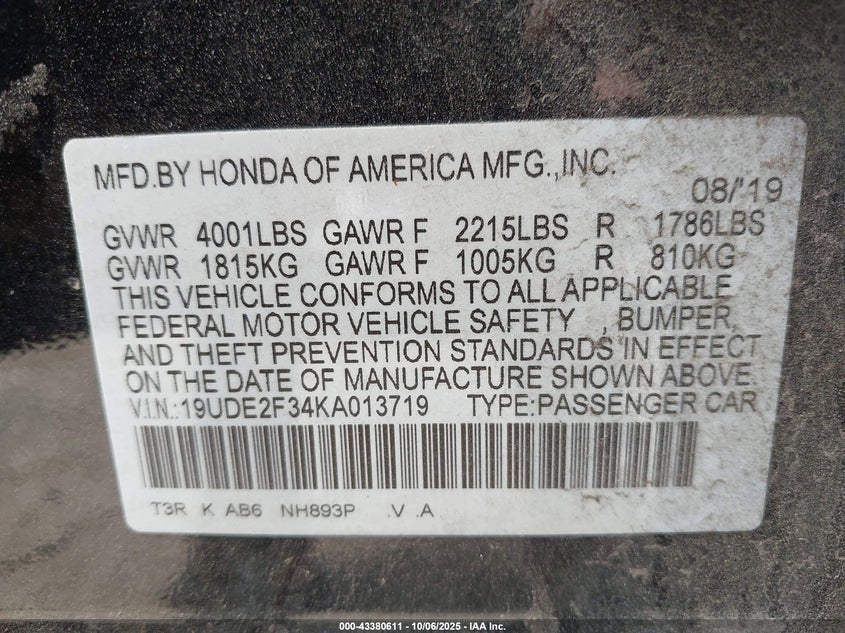 MFD.BY HONDA OF AMERICA MFG.,INC.
08/'19
GVWR 4001LBS GAWR F 2215LBS R 1786LBS
GVWR 1815KG GAWR F 1005KG R 810KG
THIS VEHICLE CONFORMS TO ALL APPLICABLE
FEDERAL MOTOR VEHICLE SAFETY , BUMPER,
AND THEFT PREVENTION STANDARDS IN EFFECT
ON THE DATE OF MANUFACTURE SHOWN ABOVE.
V.I.N.:19UDE2F34KA013719 TYPE:PASSENGER CAR
T3R K AB6 NH893P .V .A
000-43380611 - 10/06/2025 - IAA Inc.